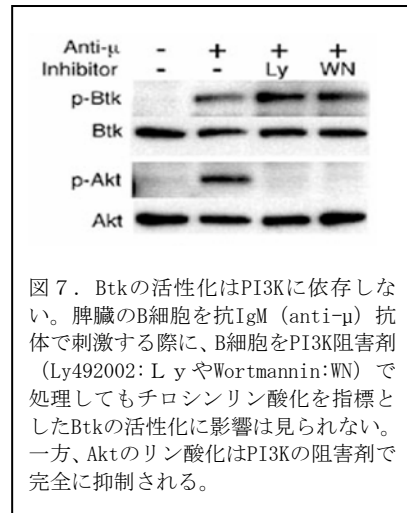 Anti-μ - + + +
Inhibitor - - Ly WN
p-Btk
Btk
p-Akt
Akt
図７．Btkの活性化はPI3Kに依存しな
い。脾臓のB細胞を抗IgM（anti-μ）抗
体で刺激する際に、B細胞をPI3K阻害剤
（Ly492002:ＬｙやWortmannin:WN）で
処理してもチロシンリン酸化を指標と
したBtkの活性化に影響は見られない。
一方、Aktのリン酸化はPI3Kの阻害剤で
完全に抑制される。